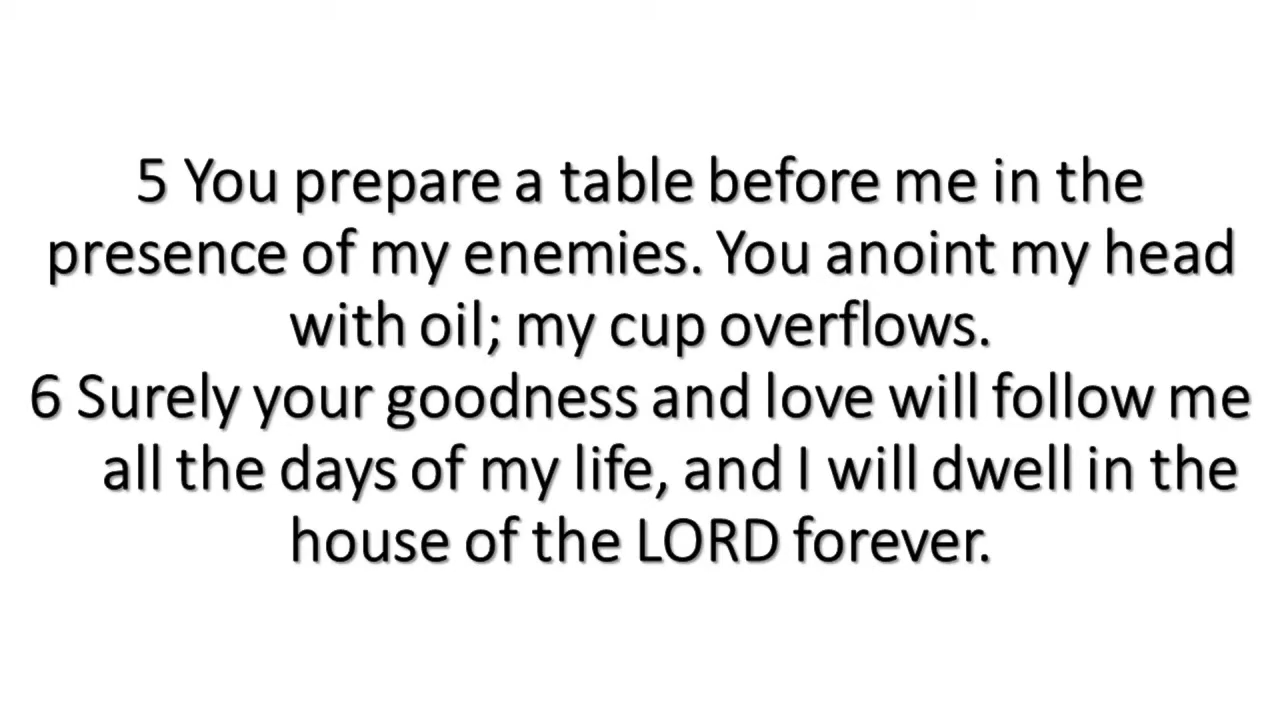 5 You prepare a table before me in the
presence of my enemies. You anoint my head
with oil; my cup overflows.
6 Surely your goodness and love will follow me
all the days of my life, and I will dwell in the
house of the LORD forever.